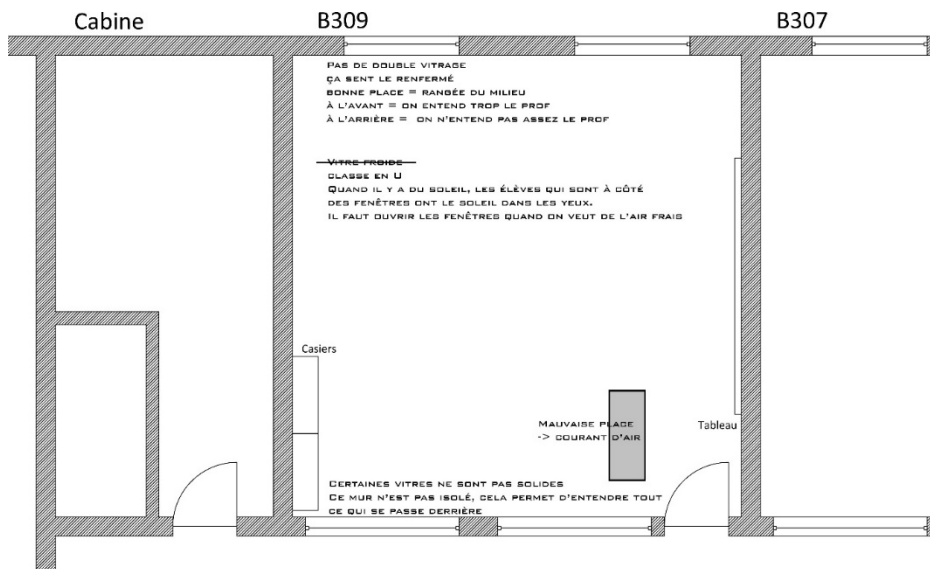 Cabine
B309
B307
PAS DE DOUBLE VITRAGE
ÇA SENT LE RENFERMÉ
BONNE PLACE = RANGÉE DU MILIEU
À L'AVANT = ON ENTEND TROP LE PROF
À L'ARRIÈRE = ON N'ENTEND PAS ASSEZ LE PROF
VITRE FROIDE
CLASSE EN U
QUAND IL Y A DU SOLEIL, LES ÉLÈVES QUI SONT À CÔTÉ
DES FENÊTRES ONT LE SOLEIL DANS LES YEUX.
IL FAUT OUVRIR LES FENÊTRES QUAND ON VEUT DE L'AIR FRAIS
Casiers
MAUVAISE PLACE
-> COURANT D'AIR
Tableau
CERTAINES VITRES NE SONT PAS SOLIDES
CE MUR N'EST PAS ISOLÉ, CELA PERMET D'ENTENDRE TOUT
CE QUI SE PASSE DERRIÈRE